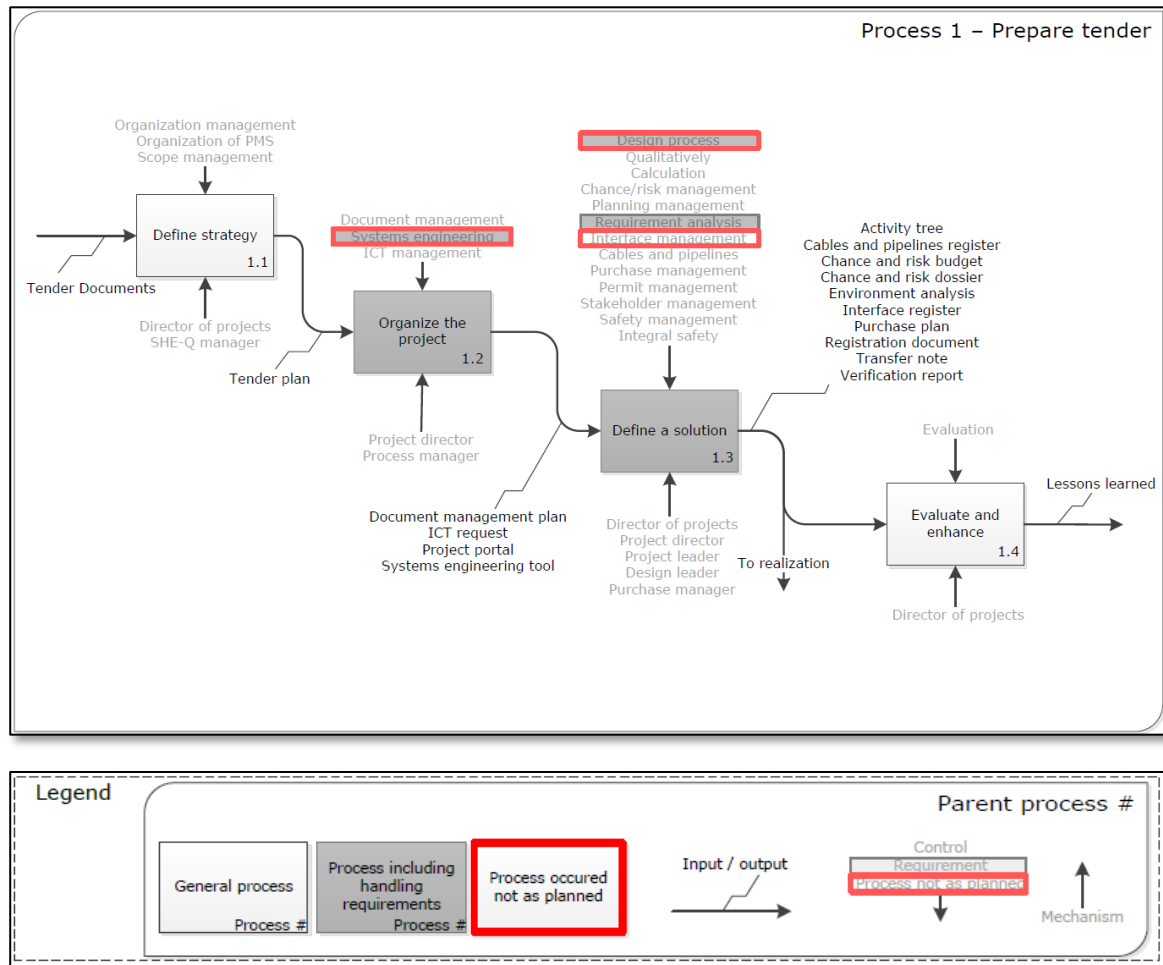 Process 1 – Prepare tender
Organization management
Organization of PMS
Scope management
Define strategy
1.1
Tender Documents
Director of projects
SHE-Q manager
Tender plan
Document management
Systems engineering
ICT management
Organize the
project
1.2
Project director
Process manager
Document management plan
ICT request
Project portal
Systems engineering tool
Design process
Qualitatively
Calculation
Chance/risk management
Planning management
Requirement analysis
Interface management
Cables and pipelines
Purchase management
Permit management
Stakeholder management
Safety management
Integral safety
Define a solution
1.3
Director of projects
Project director
Project leader
Design leader
Purchase manager
Activity tree
Cables and pipelines register
Chance and risk budget
Chance and risk dossier
Environment analysis
Interface register
Purchase plan
Registration document
Transfer note
Verification report
To realization
Evaluation
Evaluate and
enhance
1.4
Lessons learned
Director of projects
Legend
Parent process #
General process
Process #
Process including
handling
requirements
Process #
Process occured
not as planned
Input / output
Control
Requirement
Process not as planned
Mechanism